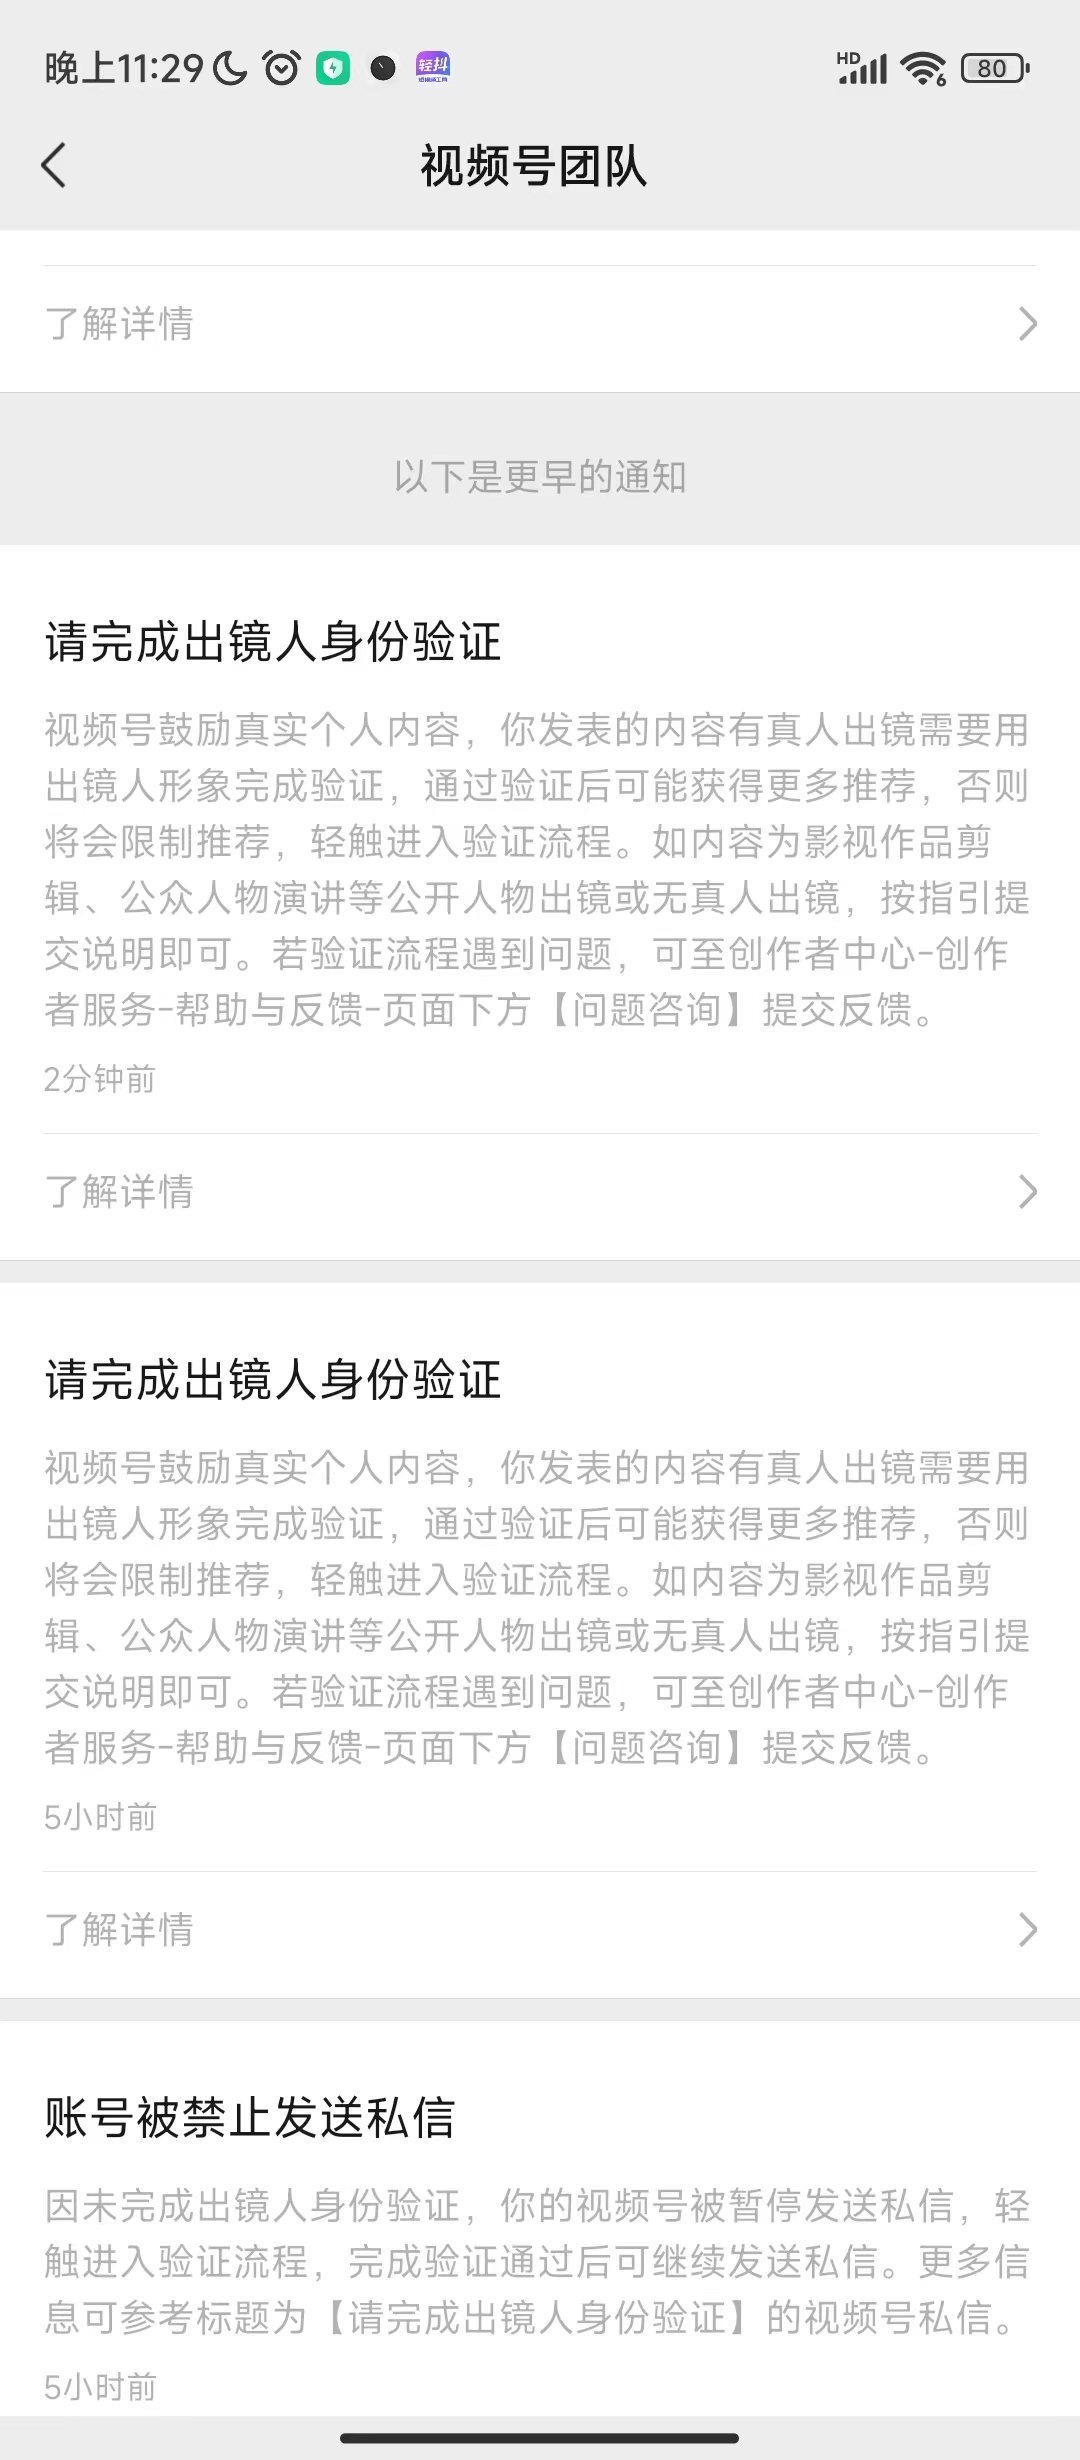 晚上11:29
轻抖
HD
6
80
视频号团队
了解详情
以下是更早的通知
请完成出镜人身份验证
视频号鼓励真实个人内容，你发表的内容有真人出镜需要用
出镜人形象完成验证，通过验证后可能获得更多推荐，否则
将会限制推荐，轻触进入验证流程。如内容为影视作品剪
辑、公众人物演讲等公开人物出镜或无真人出镜，按指引提
交说明即可。若验证流程遇到问题，可至创作者中心-创作
者服务-帮助与反馈-页面下方【问题咨询】提交反馈。
2分钟前
了解详情
请完成出镜人身份验证
视频号鼓励真实个人内容，你发表的内容有真人出镜需要用
出镜人形象完成验证，通过验证后可能获得更多推荐，否则
将会限制推荐，轻触进入验证流程。如内容为影视作品剪
辑、公众人物演讲等公开人物出镜或无真人出镜，按指引提
交说明即可。若验证流程遇到问题，可至创作者中心-创作
者服务-帮助与反馈-页面下方【问题咨询】提交反馈。
5小时前
了解详情
账号被禁止发送私信
因未完成出镜人身份验证，你的视频号被暂停发送私信，轻
触进入验证流程，完成验证通过后可继续发送私信。更多信
息可参考标题为【请完成出镜人身份验证】的视频号私信。
5小时前